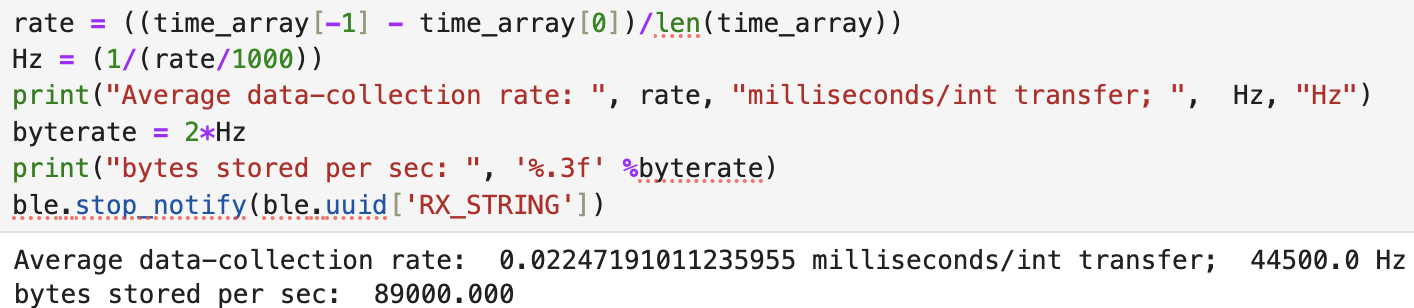 rate = ((time_array[-1] - time_array[0])/len(time_array))
Hz = (1/(rate/1000))
print("Average data-collection rate: ", rate, "milliseconds/int transfer; ",  Hz, "Hz")
byterate = 2*Hz
print("bytes stored per sec: ", '%.3f' %byterate)
ble.stop_notify(ble.uuid['RX_STRING'])
Average data-collection rate:  0.02247191011235955 milliseconds/int transfer;  44500.0 Hz
bytes stored per sec:  89000.000